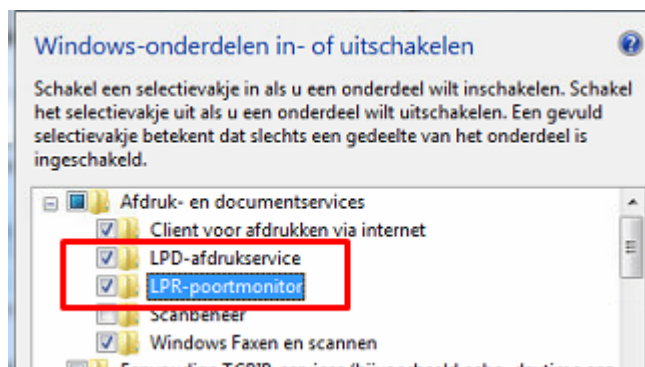 Windows-onderdelen in- of uitschakelen
Schakel een selectievakje in als u een onderdeel wilt inschakelen. Schakel
het selectievakje uit als u een onderdeel wilt uitschakelen. Een gevuld
selectievakje betekent dat slechts een gedeelte van het onderdeel is
ingeschakeld.
Afdruk- en documentservices
Client voor afdrukken via internet
LPD-afdrukservice
LPR-poortmonitor
Scanbeheer
Windows Faxen en scannen